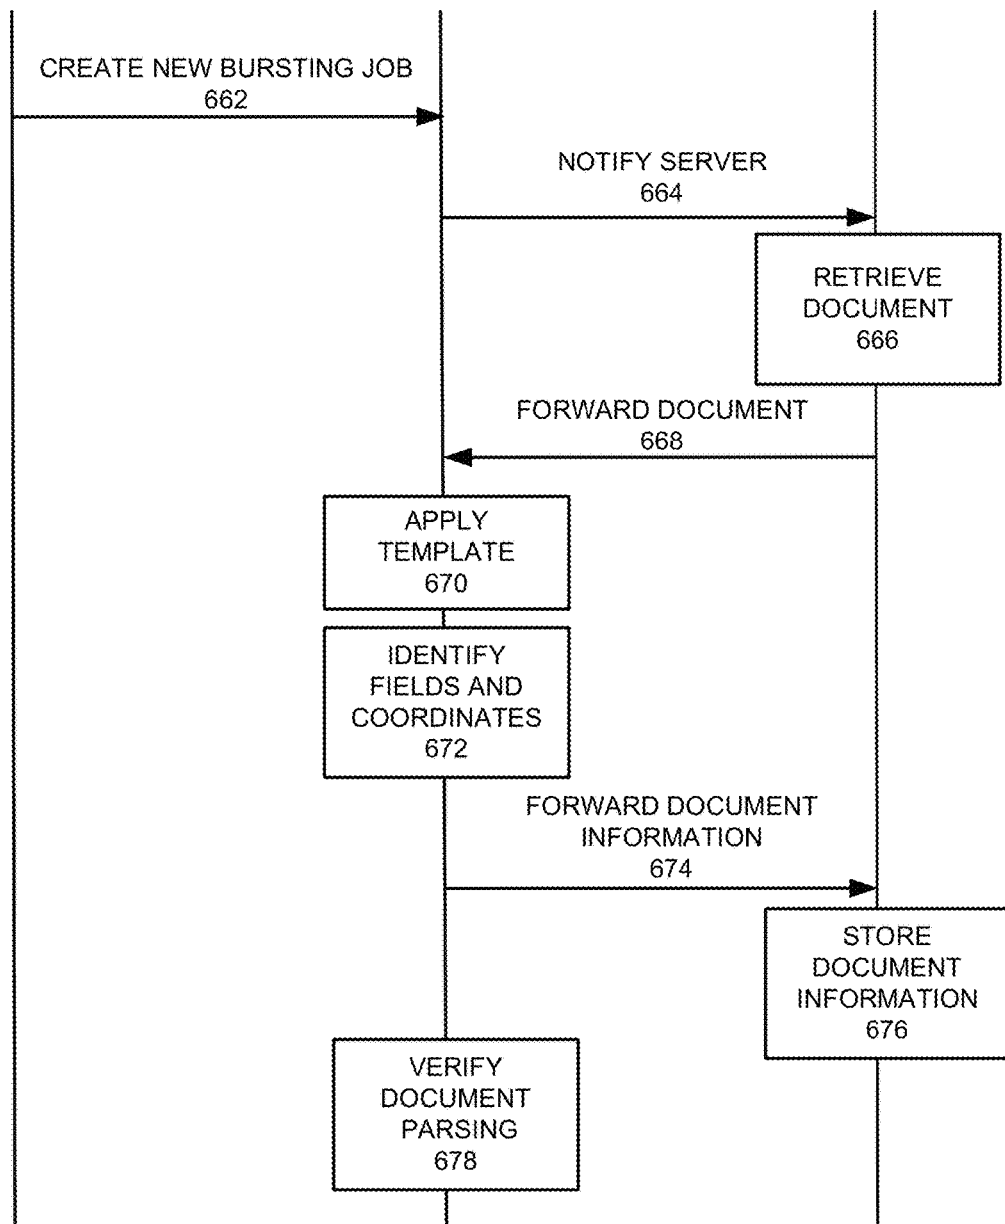 CREATE NEW BURSTING JOB
662
NOTIFY SERVER
664
RETRIEVE
DOCUMENT
666
FORWARD DOCUMENT
668
APPLY
TEMPLATE
670
IDENTIFY
FIELDS AND
COORDINATES
672
FORWARD DOCUMENT
INFORMATION
674
STORE
DOCUMENT
INFORMATION
676
VERIFY
DOCUMENT
PARSING
678